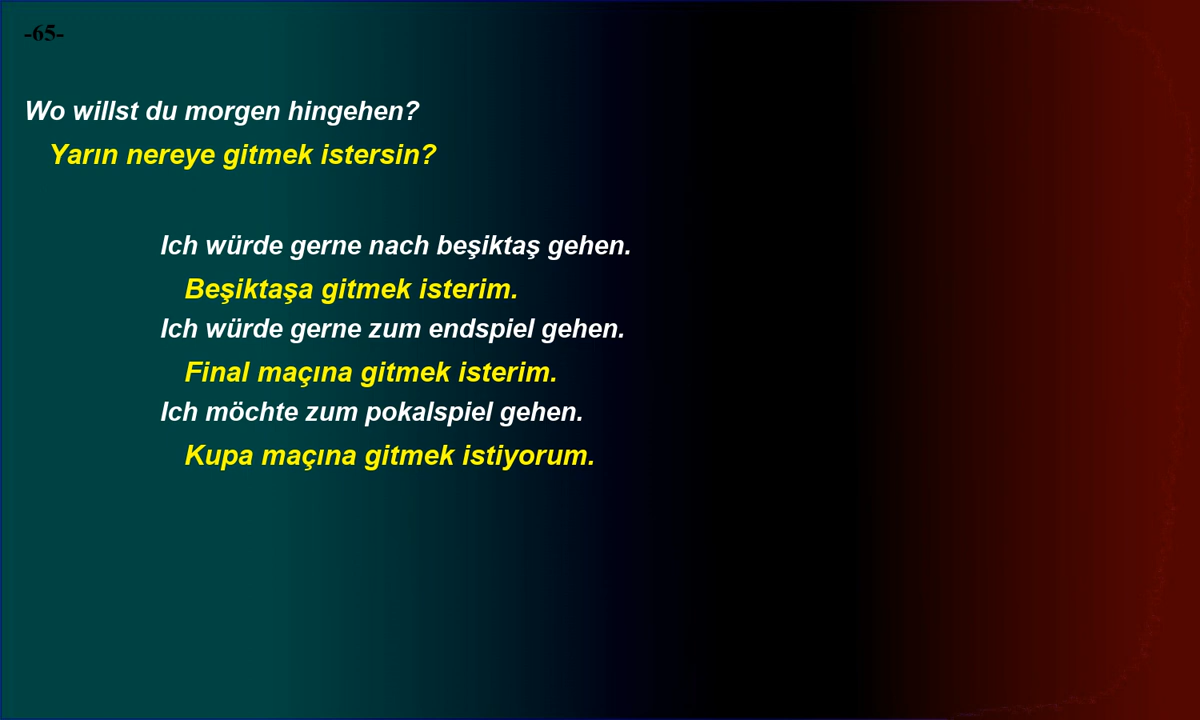 -65-
Wo willst du morgen hingehen?
Yarın nereye gitmek istersin?
Ich würde gerne nach beşiktaş gehen.
Beşiktaşa gitmek isterim.
Ich würde gerne zum endspiel gehen.
Final maçına gitmek isterim.
Ich möchte zum pokalspiel gehen.
Kupa maçına gitmek istiyorum.